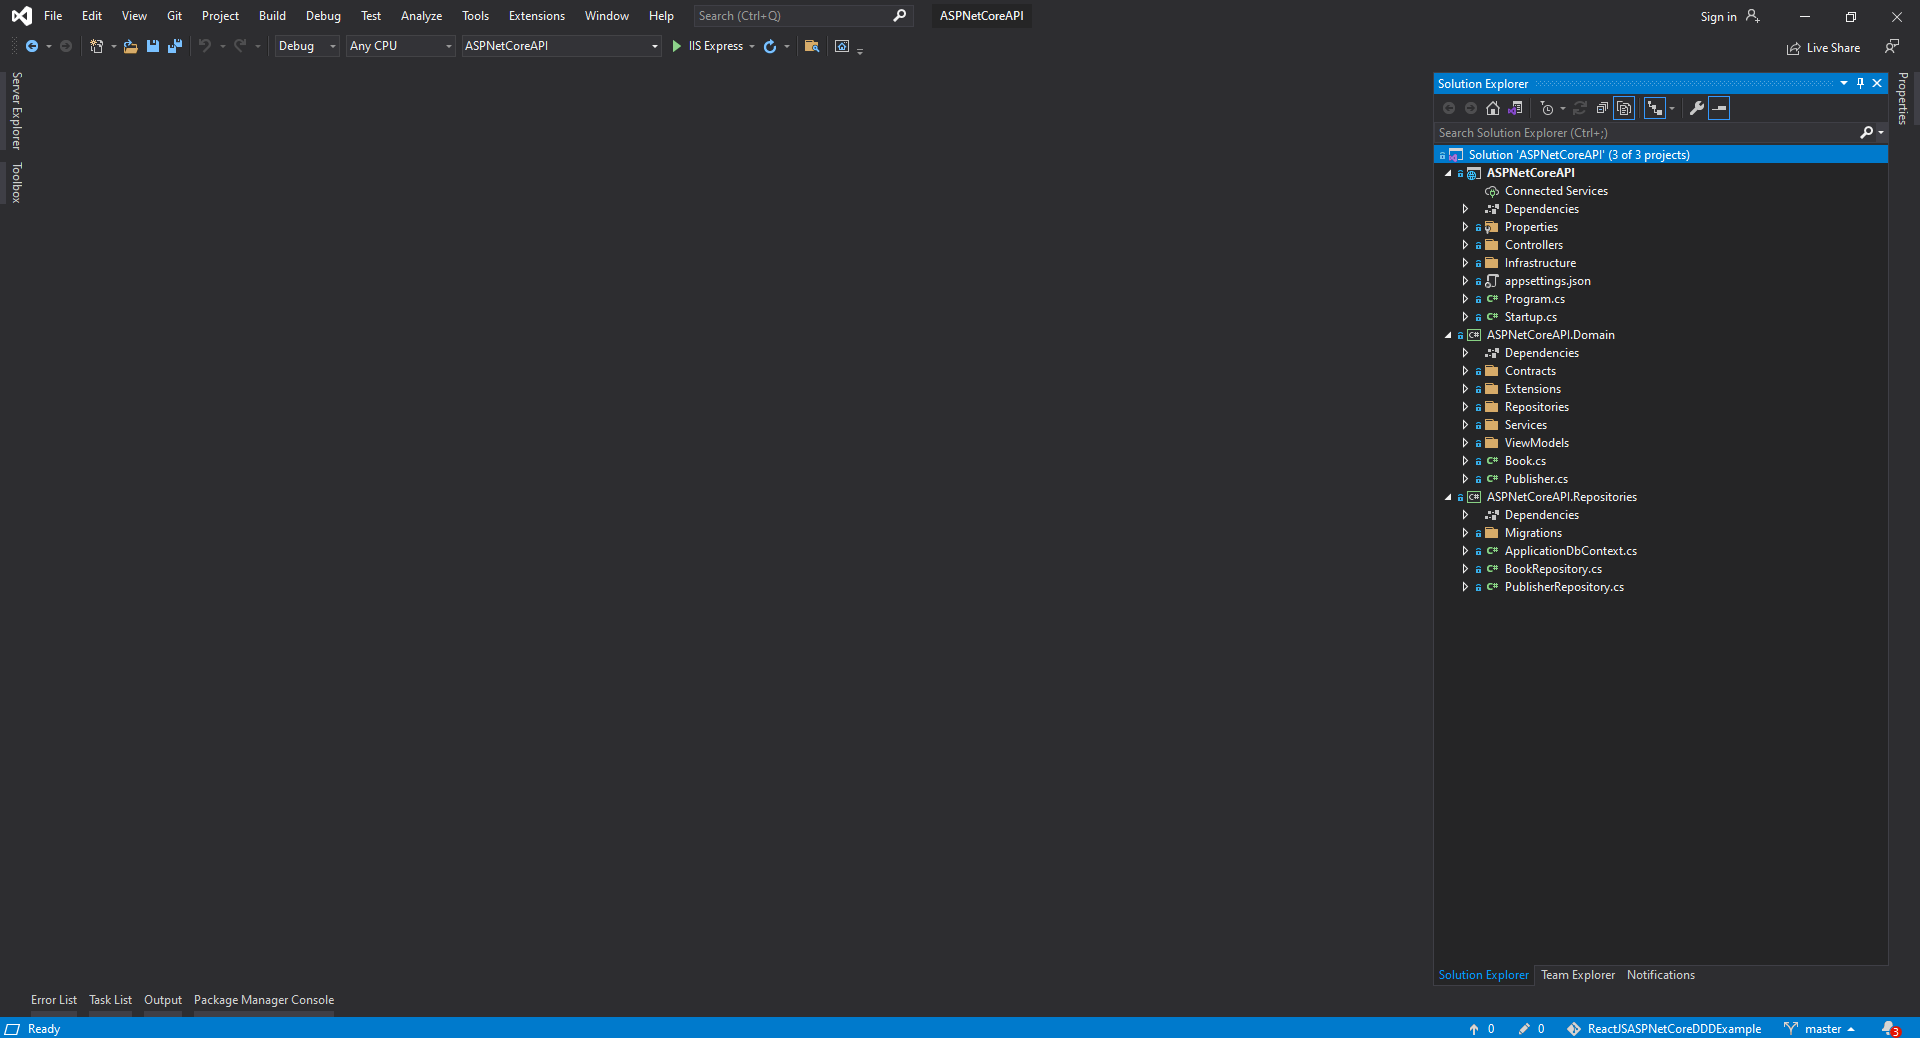 File Edit View Git Project Build Debug Test Analyze Tools Extensions Window Help Search (Ctrl+Q) ASPNetCoreAPI Sign in
Debug Any CPU ASPNetCoreAPI IIS Express Live Share
Server Explorer
Toolbox
Solution Explorer
Properties
Search Solution Explorer (Ctrl+;)
Solution 'ASPNetCoreAPI' (3 of 3 projects)
ASPNetCoreAPI
Connected Services
Dependencies
Properties
Controllers
Infrastructure
appsettings.json
C# Program.cs
C# Startup.cs
C# ASPNetCoreAPI.Domain
Dependencies
Contracts
Extensions
Repositories
Services
ViewModels
C# Book.cs
C# Publisher.cs
C# ASPNetCoreAPI.Repositories
Dependencies
Migrations
C# ApplicationDbContext.cs
C# BookRepository.cs
C# PublisherRepository.cs
Solution Explorer Team Explorer Notifications
Error List Task List Output Package Manager Console
Ready 0 0 ReactJSASPNetCoreDDDExample master 3